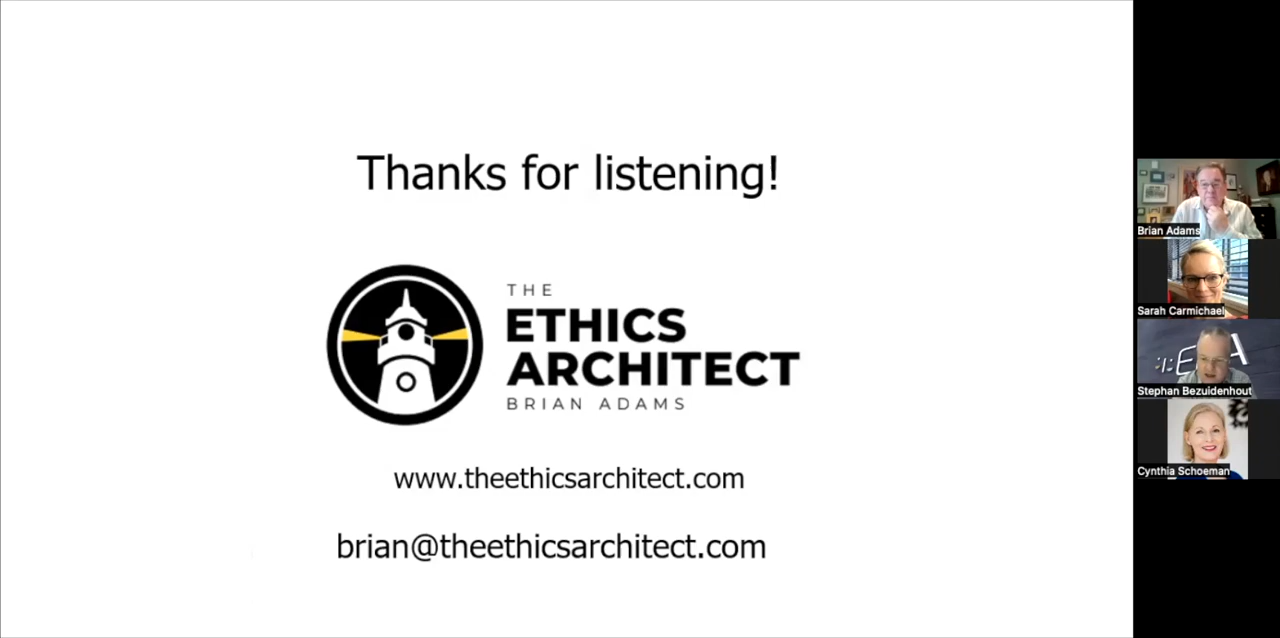 Thanks for listening!
THE
ETHICS
ARCHITECT
BRIAN ADAMS
www.theethicsarchitect.com
brian@theethicsarchitect.com
Brian Adams
Sarah Carmichael
Stephan Bezuidenhout
Cynthia Schoeman